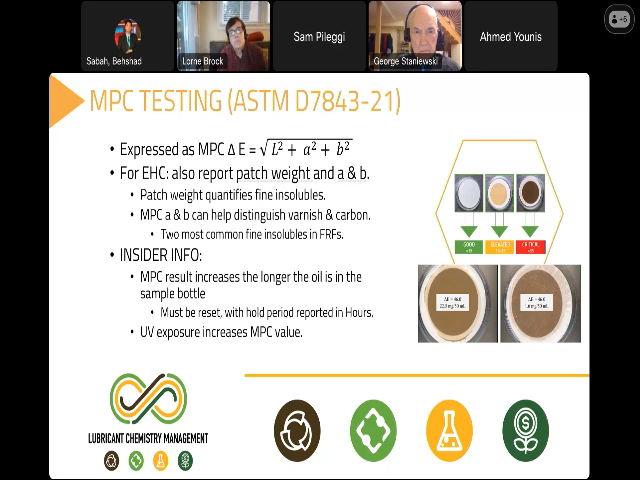 +6
Sabah, Behshad
Lorne Brock
Sam Pileggi
George Staniewski
Ahmed Younis
MPC TESTING (ASTM D7843-21)
• Expressed as MPC Δ E = √L² + a² + b²
• For EHC: also report patch weight and a & b.
• Patch weight quantifies fine insolubles.
• MPC a & b can help distinguish varnish & carbon.
• Two most common fine insolubles in FRFs.
• INSIDER INFO:
• MPC result increases the longer the oil is in the
sample bottle
• Must be reset, with hold period reported in Hours.
• UV exposure increases MPC value.
GOOD
CRITICAL
LUBRICANT CHEMISTRY MANAGEMENT